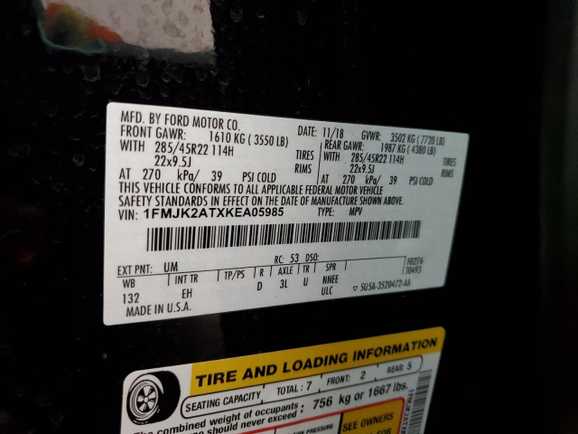 MFD. BY FORD MOTOR CO.
DATE: 11/18 GVWR: 3502 KG ( 7720 LB)
FRONT GAWR: 1610 KG ( 3550 LB) REAR GAWR: 1987 KG ( 4380 LB)
WITH 285/45R22 114H TIRES WITH 285/45R22 114H TIRES
22x9.5J RIMS 22x9.5J RIMS
AT 270 kPa/ 39 PSI COLD AT 270 kPa/ 39 PSI COLD
THIS VEHICLE CONFORMS TO ALL APPLICABLE FEDERAL MOTOR VEHICLE
SAFETY STANDARDS IN EFFECT ON THE DATE OF MANUFACTURE SHOWN ABOVE.
VIN: 1FMJK2ATXKEA05985 TYPE: MPV
EXT PNT: UM RC: 53 DSO:
WB INT TR TP/PS R AXLE TR SPR
132 EH D 3L U NNEE
ULC
MADE IN U.S.A.
TIRE AND LOADING INFORMATION
SEATING CAPACITY TOTAL: 7 FRONT: 2 REAR: 5
The combined weight of occupants
should never exceed 756 kg or 1667 lbs.
SEE OWNERS